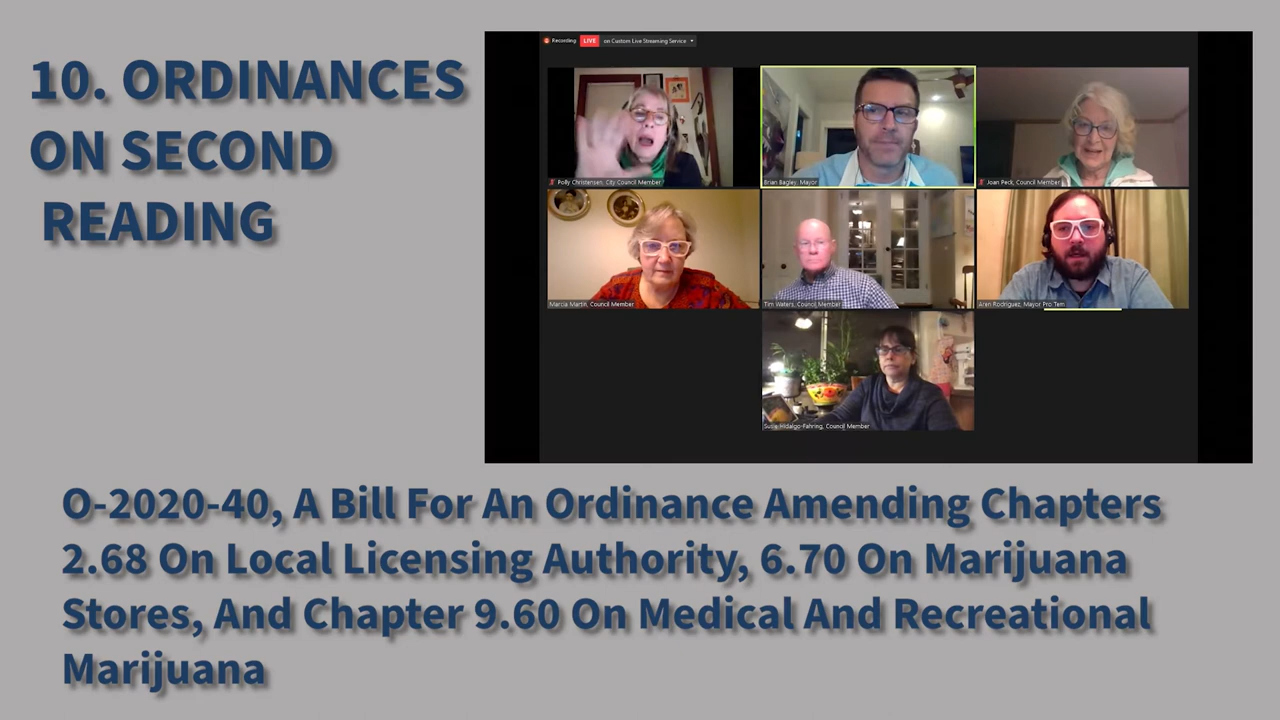 10. ORDINANCES
ON SECOND
READING
Recording LIVE on Custom Live Streaming Service
Polly Christensen, City Council Member
Brian Bagley, Mayor
Joan Peck, Council Member
Marcia Martin, Council Member
Tim Waters, Council Member
Aren Rodriguez, Mayor Pro Tem
Susie Hidalgo-Fahring, Council Member
O-2020-40, A Bill For An Ordinance Amending Chapters
2.68 On Local Licensing Authority, 6.70 On Marijuana
Stores, And Chapter 9.60 On Medical And Recreational
Marijuana